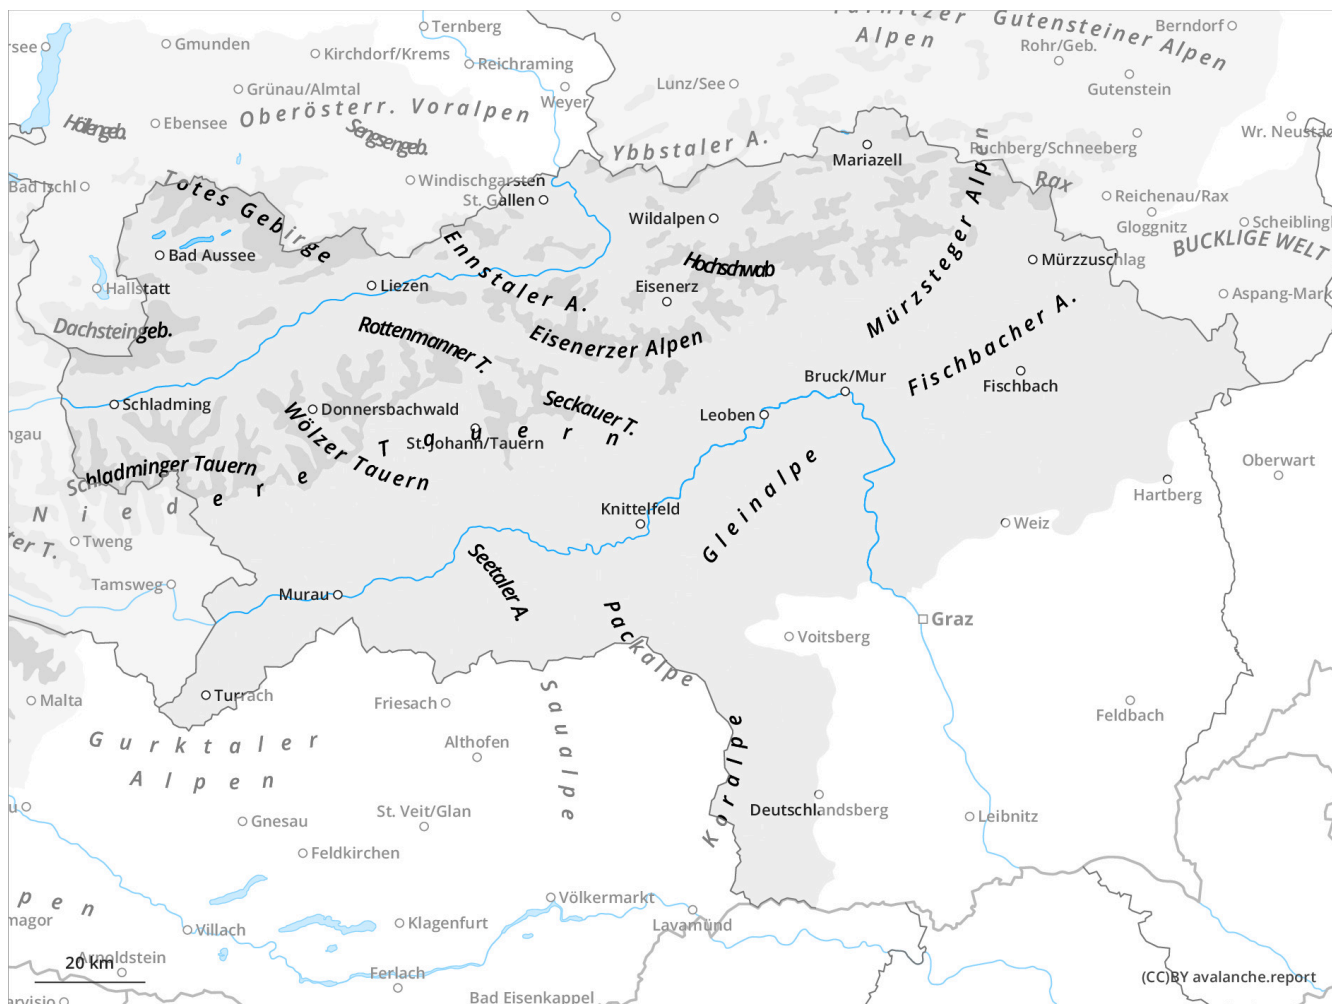 Ternberg
Gutensteiner Alpen
Berndorf
Gmunden
Kirchdorf/Krems
Reichraming
Alpen
Rohr/Geb.
Grünau/Almtal
Weyer
Lunz/See
Gutenstein
Oberösterr. Voralpen
Höllengeb.
Ebensee
Sengsengeb.
Ybbstaler A.
Mariazell
Puchberg/Schneeberg
Bad Ischl
Windischgarsten
St. Gallen
Totes Gebirge
Rax
Reichenau/Rax
Gloggnitz
Wildalpen
BUCKLIGE WELT
Bad Aussee
Ennstaler A.
Hochschwab
Mürzsteger Alpen
Mürzzuschlag
Hallstatt
Liezen
Eisenerz
Aspang-Mark
Dachsteingeb.
Rottenmanner T.
Eisenerzer Alpen
Fischbacher A.
Fischbach
Bruck/Mur
Schladming
Donnersbachwald
Seckauer T.
Leoben
St. Johann/Tauern
Wölzer Tauern
Schladminger Tauern
Niedere Tauern
Gleinalpe
Oberwart
Hartberg
Knittelfeld
Weiz
Tweng
Tamsweg
Murau
Seetaler A.
Packalpe
Graz
Voitsberg
Malta
Turrach
Friesach
Saualpe
Feldbach
Gurktaler
Alpen
Althofen
Koralpe
Gnesau
St. Veit/Glan
Deutschlandsberg
Leibnitz
Feldkirchen
Völkermarkt
Villach
Klagenfurt
Lavamünd
Arnoldstein
20 km
Ferlach
Bad Eisenkappel
(CC)BY avalanche.report